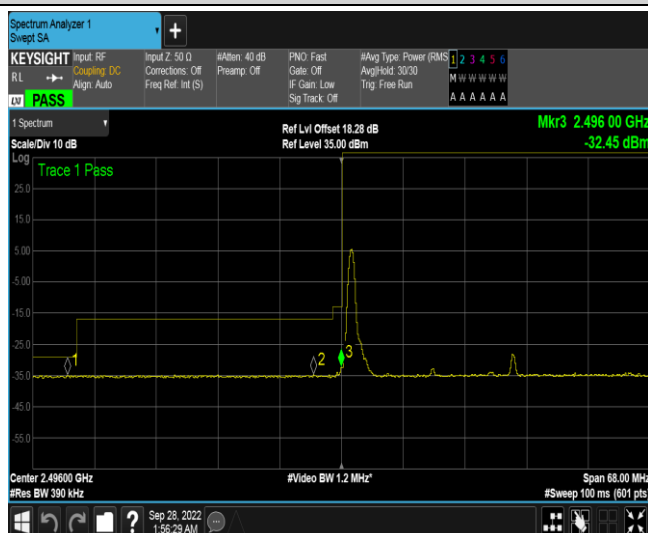 Spectrum Analyzer 1
Swept SA
KEYSIGHT
RL
LXI PASS
Input: RF
Coupling: DC
Align: Auto
Input Z: 50 Ω
Corrections: Off
Freq Ref: Int (S)
#Atten: 40 dB
Preamp: Off
PNO: Fast
Gate: Off
IF Gain: Low
Sig Track: Off
#Avg Type: Power (RMS
Avg|Hold: 30/30
Trig: Free Run
1 2 3 4 5 6
M W W W W W
A A A A A A
1 Spectrum
Scale/Div 10 dB
Ref Lvl Offset 18.28 dB
Ref Level 35.00 dBm
Mkr3 2.496 00 GHz
-32.45 dBm
Log
Trace 1 Pass
25.0
15.0
5.00
-5.00
-15.0
-25.0
-35.0
-45.0
-55.0
1
2
3
Center 2.49600 GHz
#Res BW 390 kHz
#Video BW 1.2 MHz*
Span 68.00 MHz
#Sweep 100 ms (601 pts)
?
Sep 28, 2022
1:56:29 AM